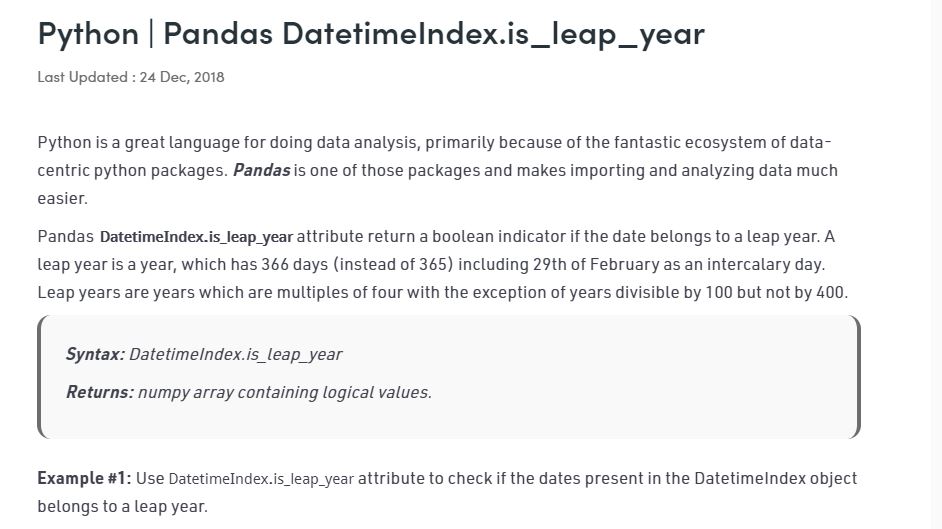 Python | Pandas DatetimeIndex.is_leap_year
Last Updated : 24 Dec, 2018
Python is a great language for doing data analysis, primarily because of the fantastic ecosystem of data-
centric python packages. Pandas is one of those packages and makes importing and analyzing data much
easier.
Pandas DatetimeIndex.is_leap_year attribute return a boolean indicator if the date belongs to a leap year. A
leap year is a year, which has 366 days (instead of 365) including 29th of February as an intercalary day.
Leap years are years which are multiples of four with the exception of years divisible by 100 but not by 400.
Syntax: DatetimeIndex.is_leap_year
Returns: numpy array containing logical values.
Example #1: Use DatetimeIndex.is_leap_year attribute to check if the dates present in the DatetimeIndex object
belongs to a leap year.